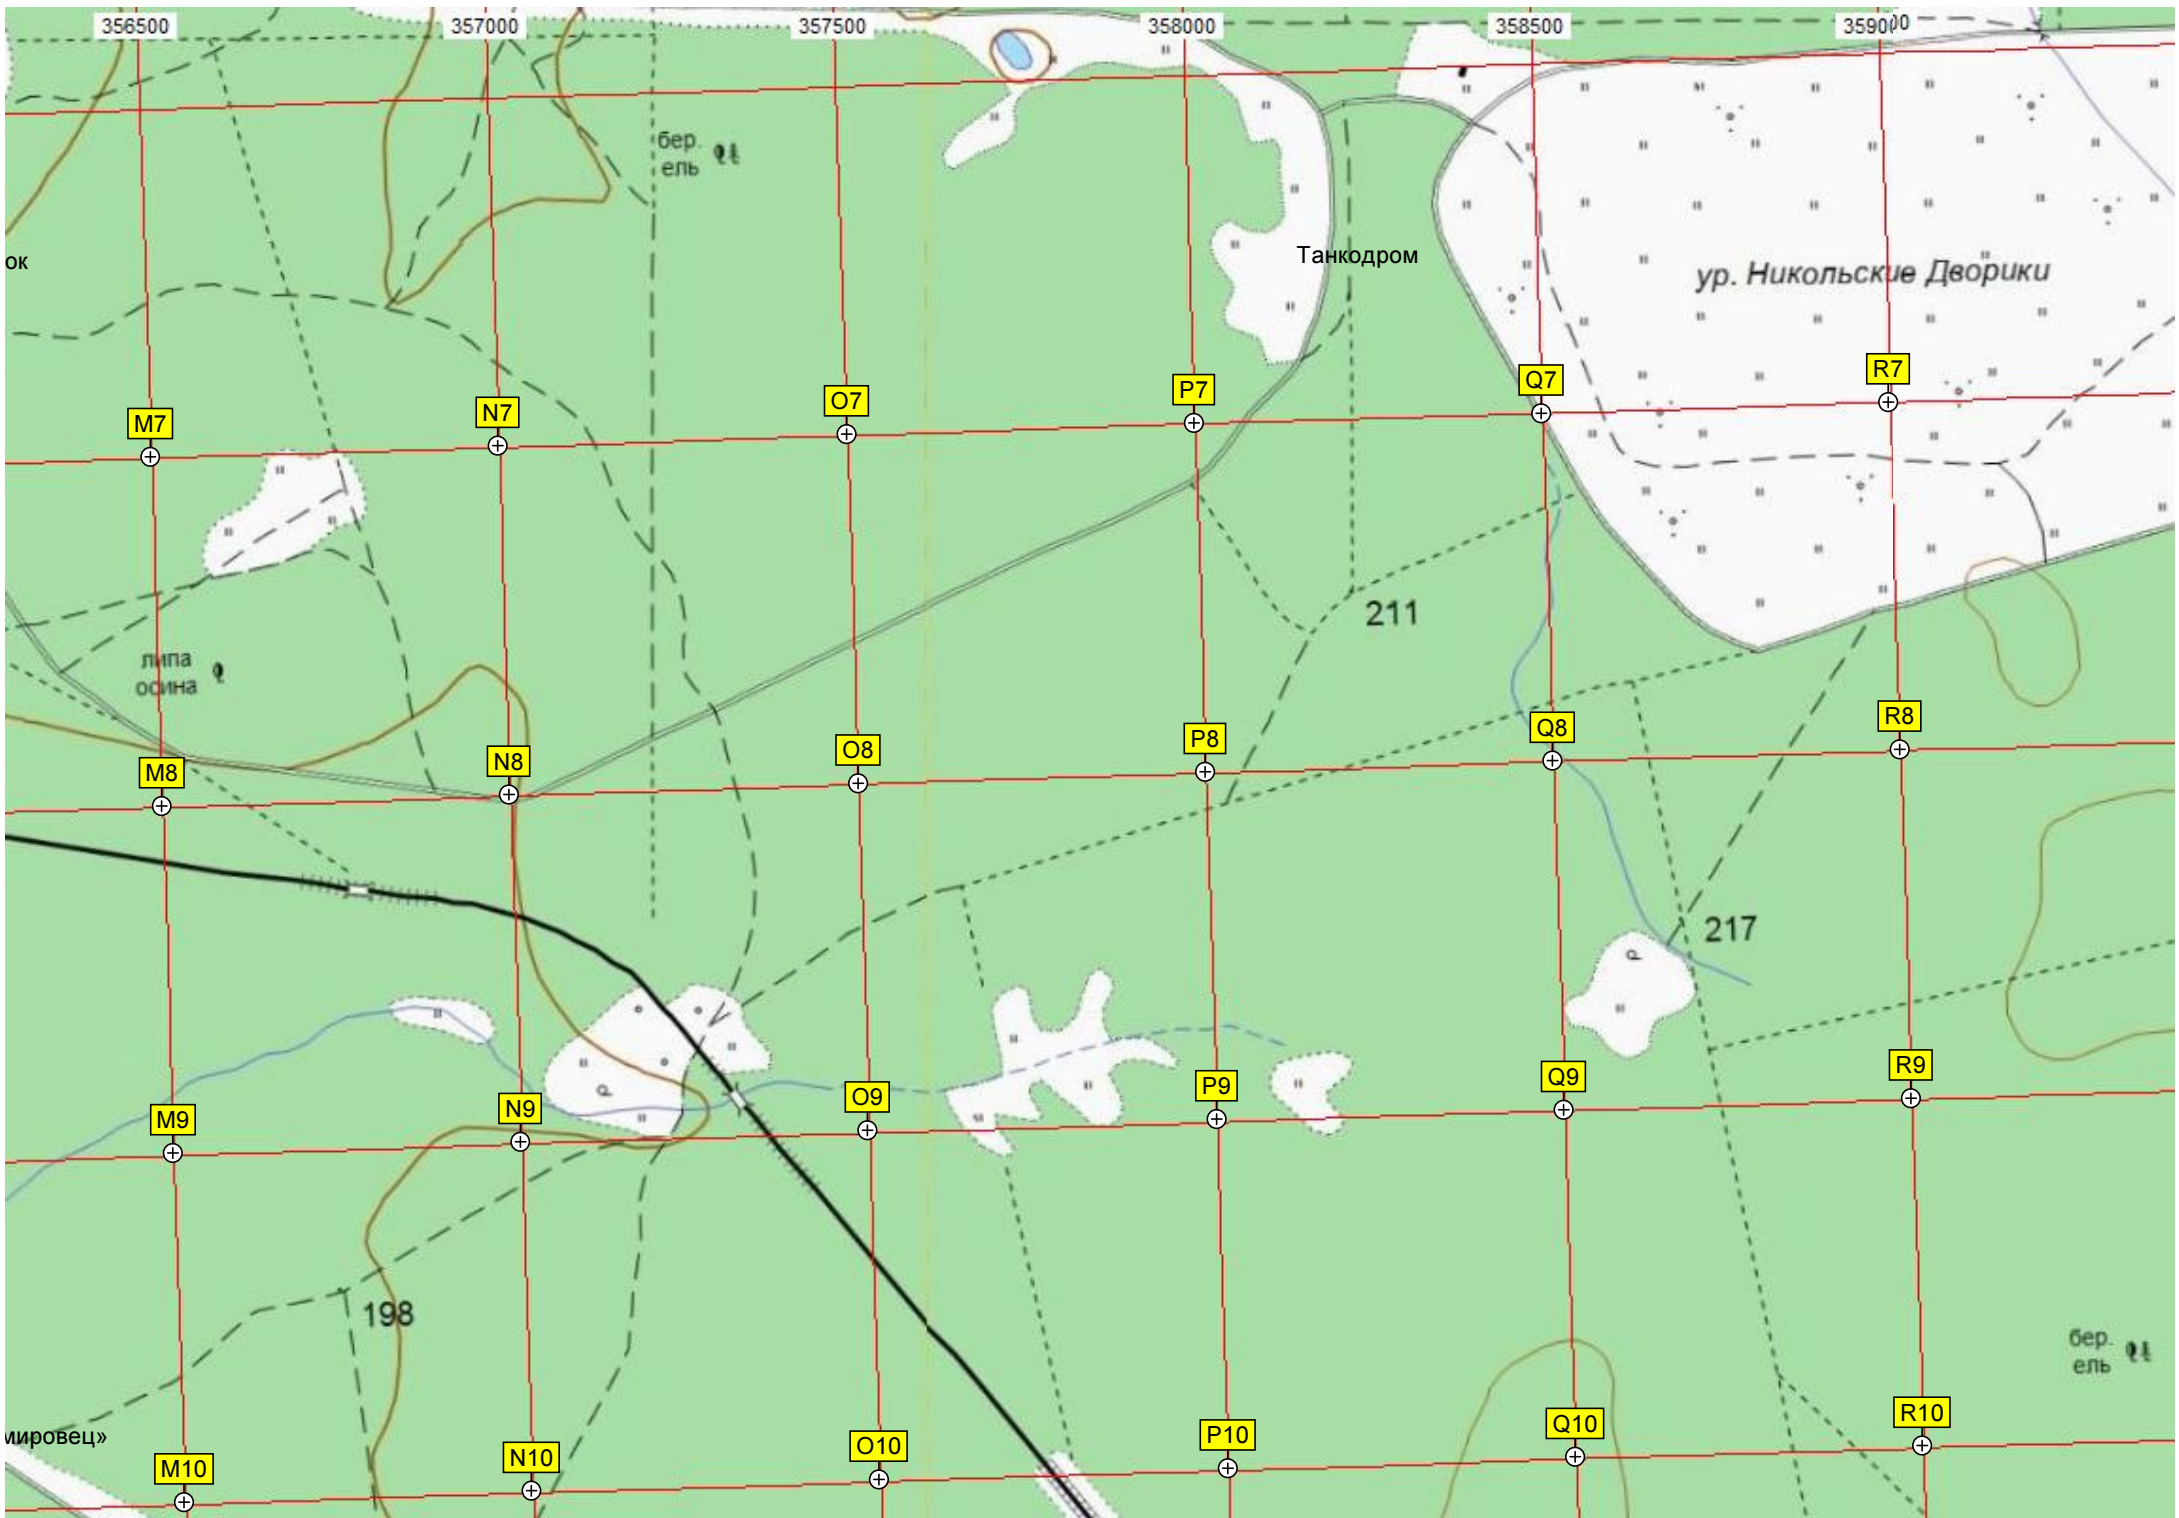 356500 357000 357500 358000 358500 359000
бер.
ель
ок
Танкодром
ур. Никольские Дворики
M7 N7 O7 P7 Q7 R7
211
липа
осина
M8 N8 O8 P8 Q8 R8
217
M9 N9 O9 P9 Q9 R9
198
бер.
ель
мировец»
M10 N10 O10 P10 Q10 R10